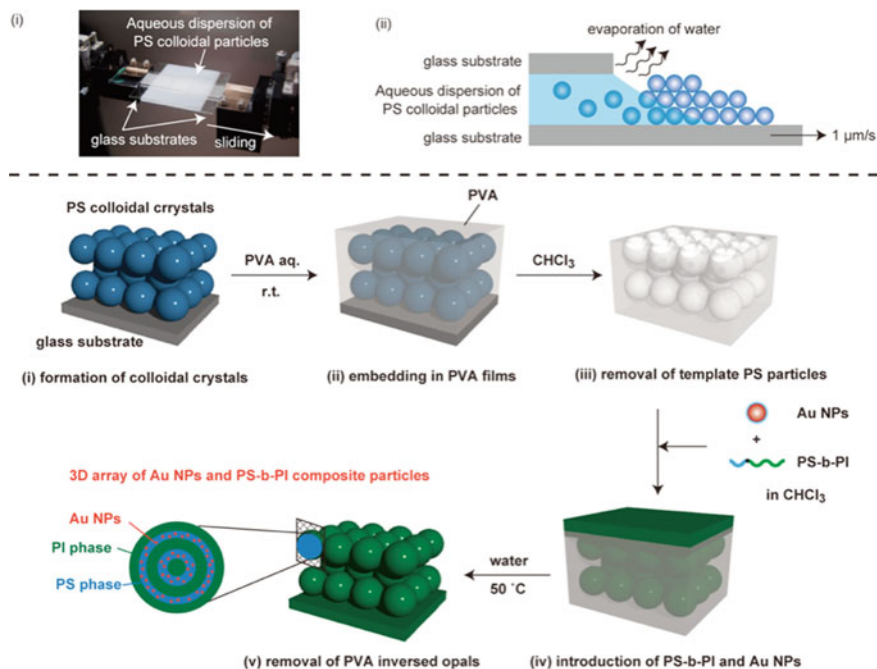 (i)
Aqueous dispersion of
PS colloidal particles
glass substrates
sliding
(ii)
evaporation of water
glass substrate
Aqueous dispersion of
PS colloidal particles
glass substrate
1 μm/s
PS colloidal crrystals
glass substrate
(i) formation of colloidal crystals
PVA aq.
r.t.
PVA
(ii) embedding in PVA films
CHCl3
(iii) removal of template PS particles
Au NPs
+
PS-b-PI
in CHCl3
3D array of Au NPs and PS-b-PI composite particles
Au NPs
PI phase
PS phase
(v) removal of PVA inversed opals
water
50 ˚C
(iv) introduction of PS-b-PI and Au NPs